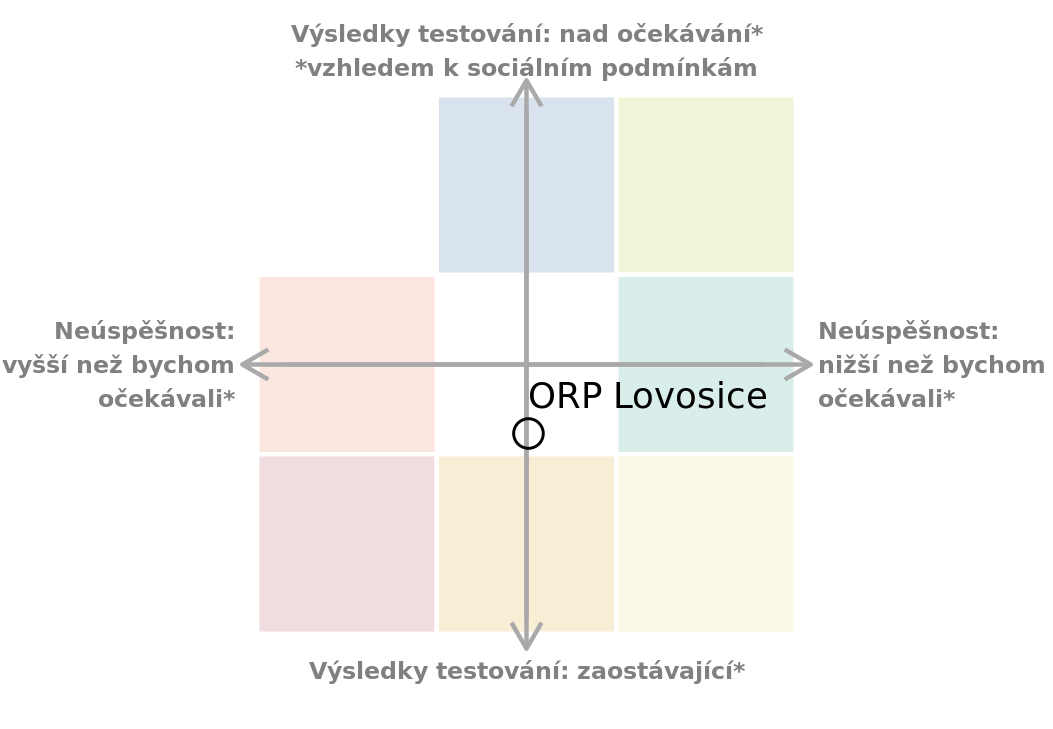 Výsledky testování: nad očekávání*
*vzhledem k sociálním podmínkám
Neúspěšnost:
vyšší než bychom
očekávali*
Neúspěšnost:
nižší než bychom
očekávali*
ORP Lovosice
Výsledky testování: zaostávající*